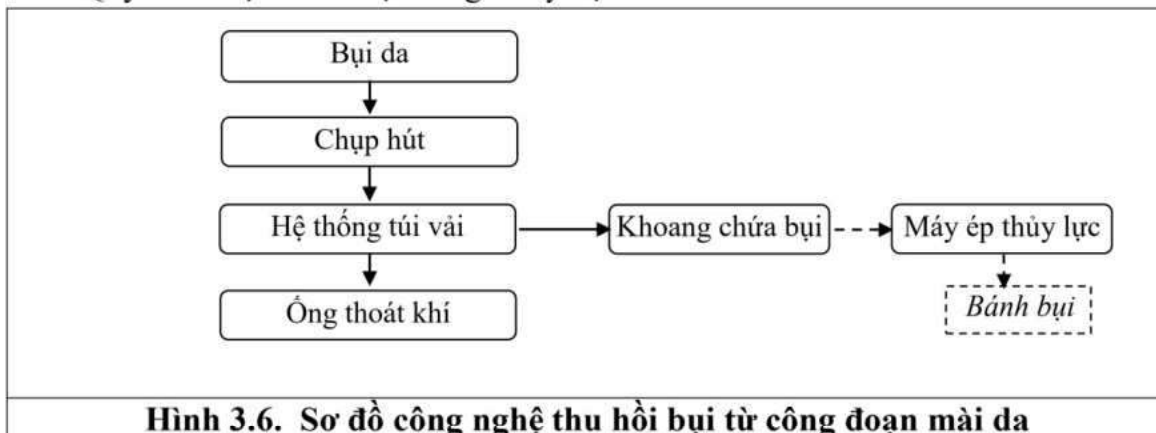 Bụi da
Chụp hút
Hệ thống túi vải
Khoang chứa bụi
Máy ép thủy lực
Ống thoát khí
Bánh bụi
Hình 3.6. Sơ đồ công nghệ thu hồi bụi từ công đoạn mài da